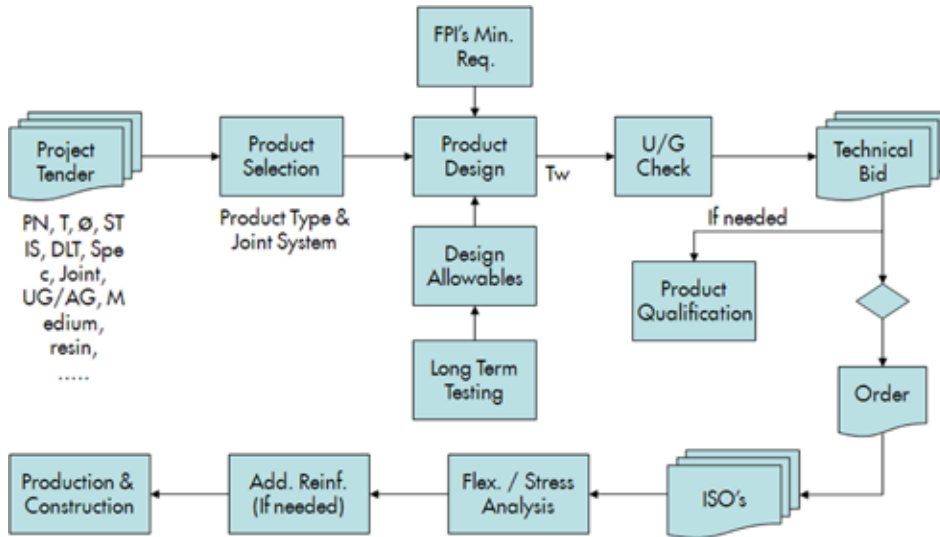 FPI's Min.
Req.
Project
Tender
Product
Selection
Product
Design
Tw
U/G
Check
Technical
Bid
PN, T, Ø, ST
IS, DLT, Spe
c, Joint,
UG/AG, M
edium,
resin,
.....
Product Type &
Joint System
If needed
Design
Allowables
Product
Qualification
Long Term
Testing
Order
Production &
Construction
Add. Reinf.
(If needed)
Flex. / Stress
Analysis
ISO's